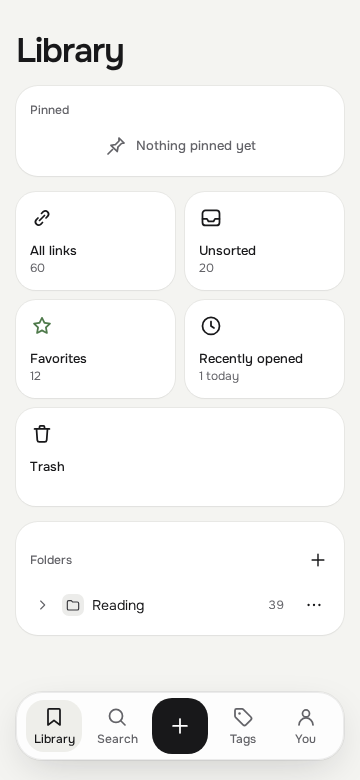 Library
Pinned
Nothing pinned yet
All links
60
Unsorted
20
Favorites
12
Recently opened
1 today
Trash
Folders
Reading
39
Library
Search
Tags
You